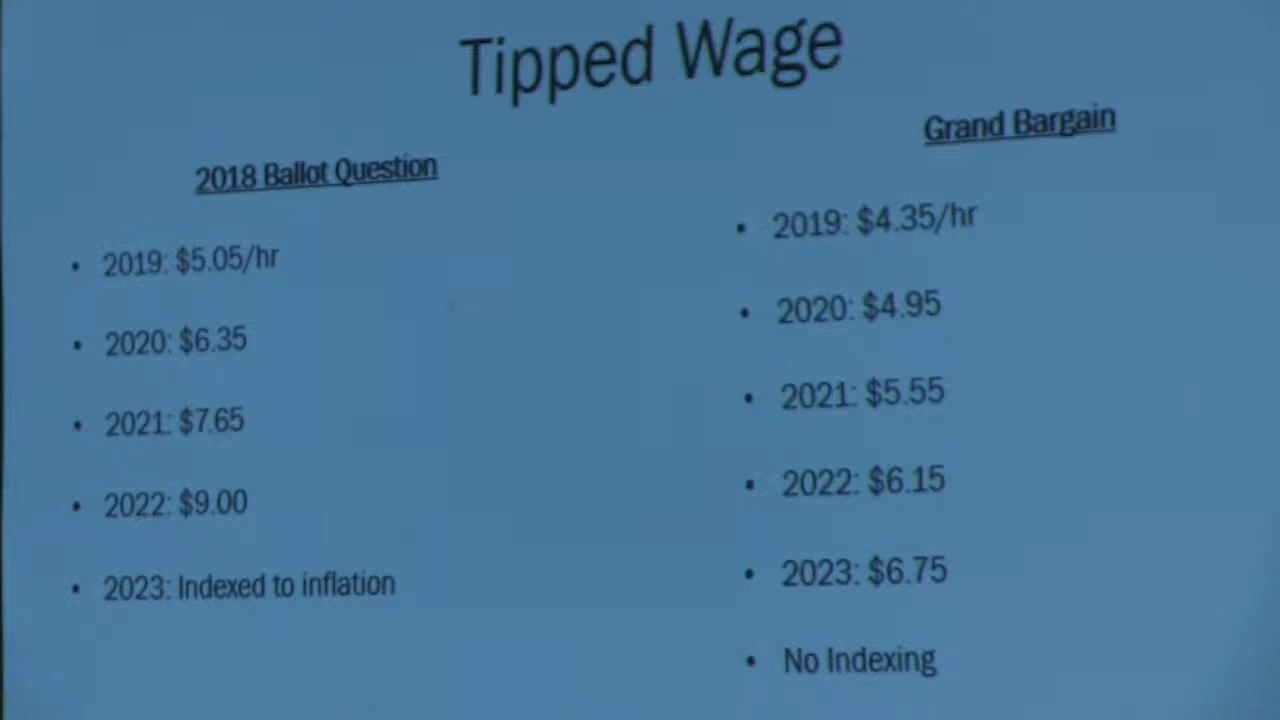 Tipped Wage
2018 Ballot Question
• 2019: $5.05/hr
• 2020: $6.35
• 2021: $7.65
• 2022: $9.00
• 2023: Indexed to inflation
Grand Bargain
• 2019: $4.35/hr
• 2020: $4.95
• 2021: $5.55
• 2022: $6.15
• 2023: $6.75
• No Indexing